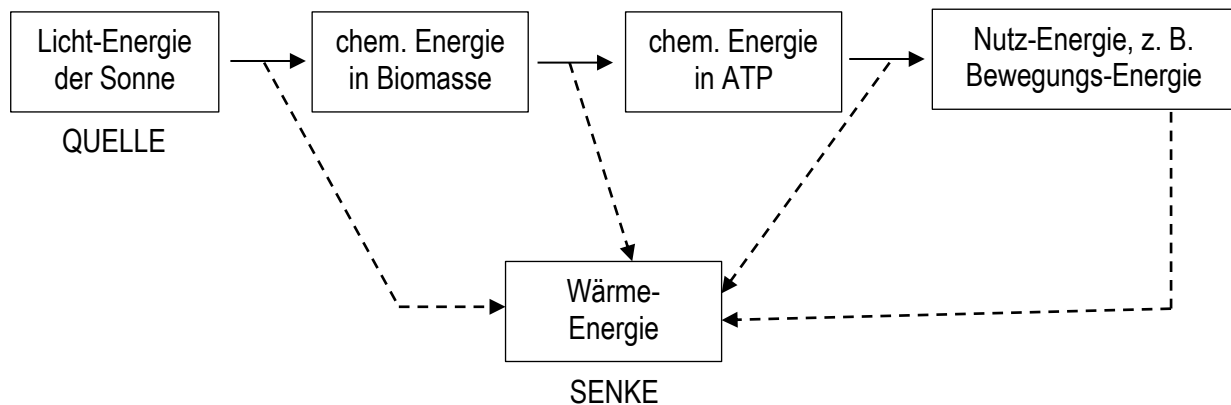 Licht-Energie
der Sonne
QUELLE
chem. Energie
in Biomasse
chem. Energie
in ATP
Nutz-Energie, z. B.
Bewegungs-Energie
Wärme-
Energie
SENKE